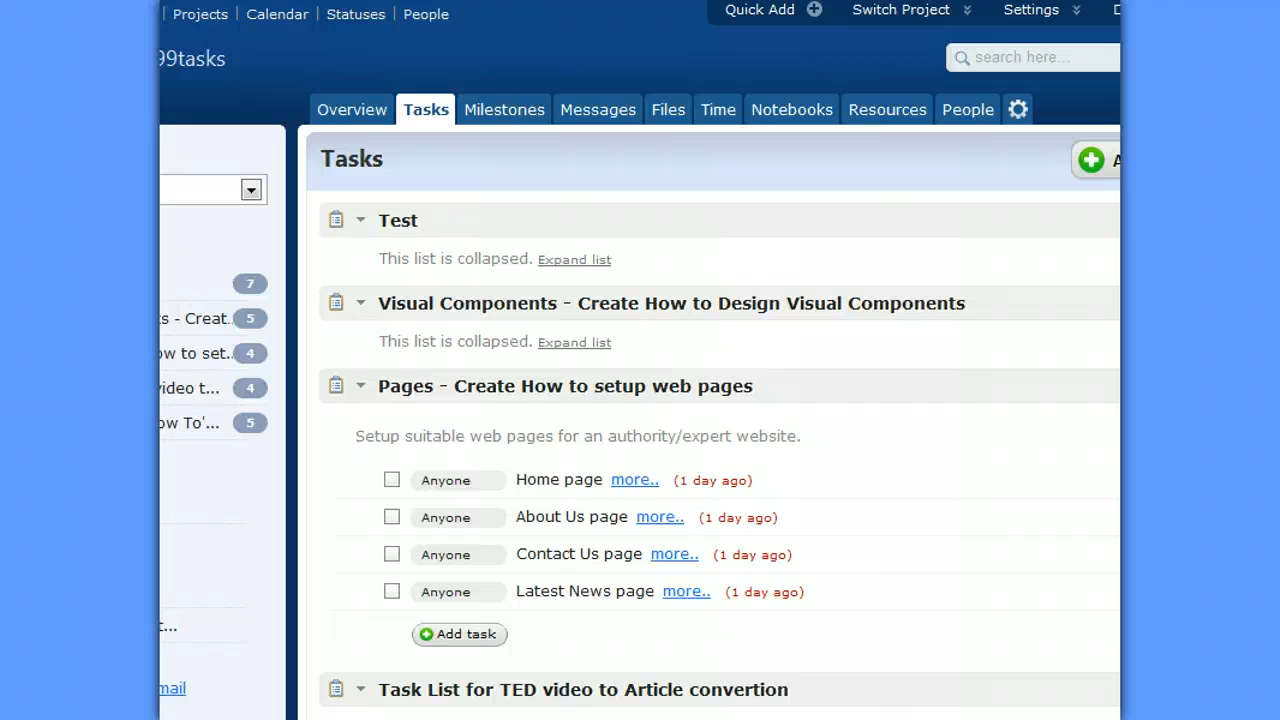 Projects | Calendar | Statuses | People
Quick Add Switch Project Settings
99tasks
search here...
Overview Tasks Milestones Messages Files Time Notebooks Resources People
Tasks
Test
This list is collapsed. Expand list
7
Visual Components - Create How to Design Visual Components
ts - Creat.. 5
This list is collapsed. Expand list
ow to set.. 4
Pages - Create How to setup web pages
video t... 4
ow To'... 5
Setup suitable web pages for an authority/expert website.
Anyone Home page more.. (1 day ago)
Anyone About Us page more.. (1 day ago)
Anyone Contact Us page more.. (1 day ago)
Anyone Latest News page more.. (1 day ago)
t...
Add task
mail
Task List for TED video to Article convertion